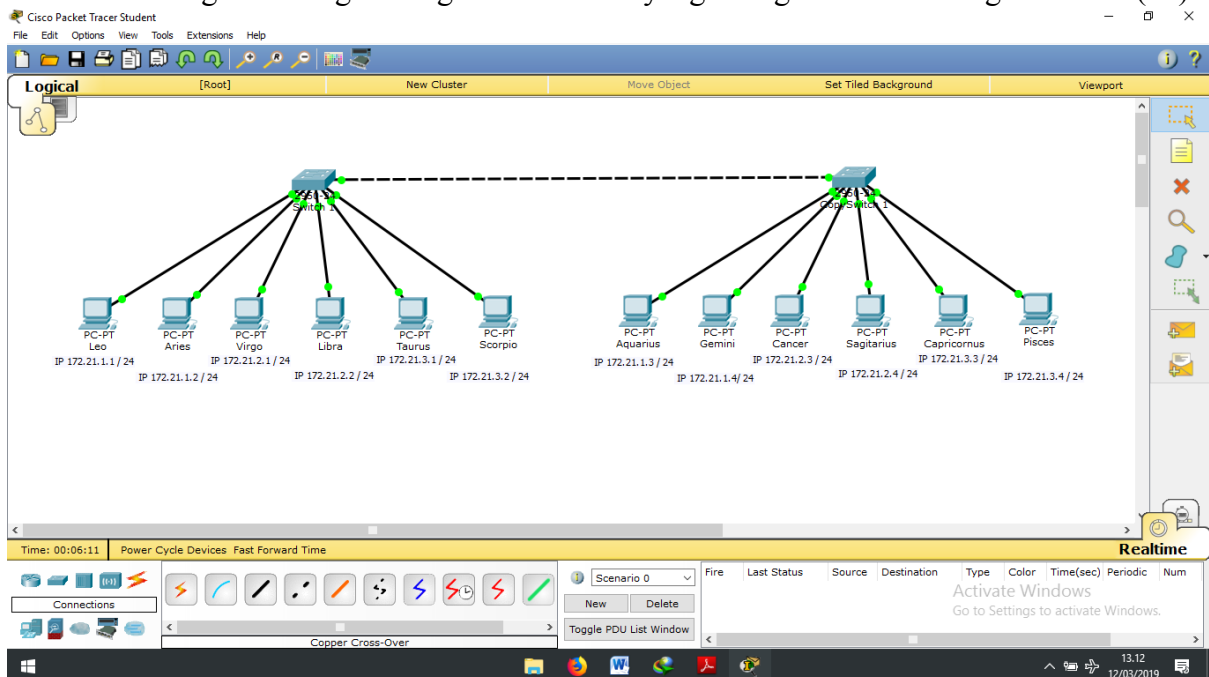 Cisco Packet Tracer Student
File Edit Options View Tools Extensions Help
Logical [Root] New Cluster Move Object Set Tiled Background Viewport
2950-24
Switch 1
2950-24
CopySwitch 1
PC-PT
Leo
PC-PT
Aries
PC-PT
Virgo
PC-PT
Libra
PC-PT
Taurus
PC-PT
Scorpio
PC-PT
Aquarius
PC-PT
Gemini
PC-PT
Cancer
PC-PT
Sagitarius
PC-PT
Capricornus
PC-PT
Pisces
IP 172.21.1.1 / 24
IP 172.21.1.2 / 24
IP 172.21.2.1 / 24
IP 172.21.2.2 / 24
IP 172.21.3.1 / 24
IP 172.21.3.2 / 24
IP 172.21.1.3 / 24
IP 172.21.1.4/ 24
IP 172.21.2.3 / 24
IP 172.21.2.4 / 24
IP 172.21.3.3 / 24
IP 172.21.3.4 / 24
Time: 00:06:11 Power Cycle Devices Fast Forward Time
Realtime
Connections
Copper Cross-Over
Scenario 0
New Delete
Toggle PDU List Window
Fire Last Status Source Destination Type Color Time(sec) Periodic Num
Activate Windows
Go to Settings to activate Windows.
13.12
12/03/2019